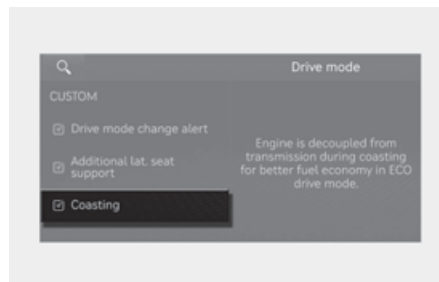 Drive mode
CUSTOM
Drive mode change alert
Additional lat. seat
support
Coasting
Engine is decoupled from
transmission during coasting
for better fuel economy in ECO
drive mode.